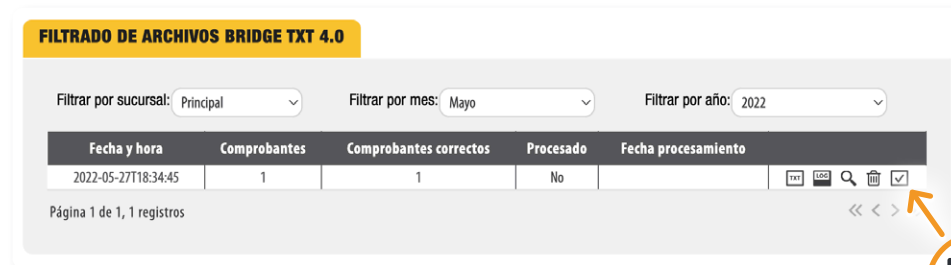 FILTRADO DE ARCHIVOS BRIDGE TXT 4.0
Filtrar por sucursal: Principal Filtrar por mes: Mayo Filtrar por año: 2022
Fecha y hora Comprobantes Comprobantes correctos Procesado Fecha procesamiento
2022-05-27T18:34:45 1 1 No TXT LOG
Página 1 de 1, 1 registros